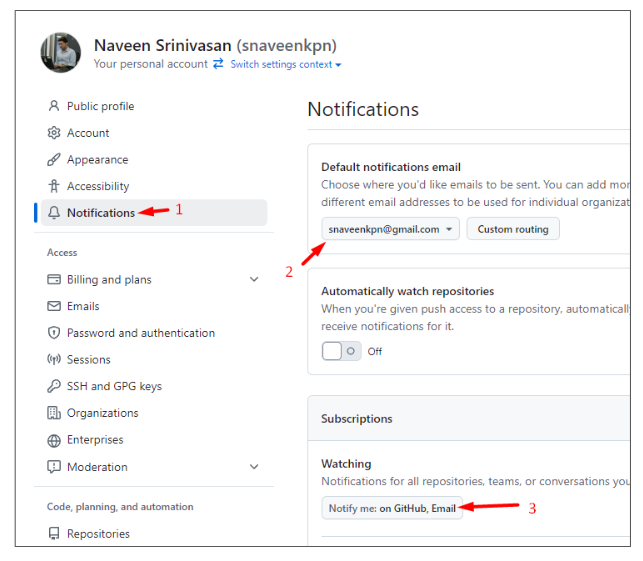 Naveen Srinivasan (snaveenkpn)
Your personal account Switch settings context
Public profile
Account
Appearance
Accessibility
Notifications 1
Access
Billing and plans
Emails
Password and authentication
Sessions
SSH and GPG keys
Organizations
Enterprises
Moderation
Code, planning, and automation
Repositories
Notifications
Default notifications email
Choose where you'd like emails to be sent. You can add mor
different email addresses to be used for individual organizat
snaveenkpn@gmail.com Custom routing
2
Automatically watch repositories
When you're given push access to a repository, automatically
receive notifications for it.
Off
Subscriptions
Watching
Notifications for all repositories, teams, or conversations you
Notify me: on GitHub, Email 3